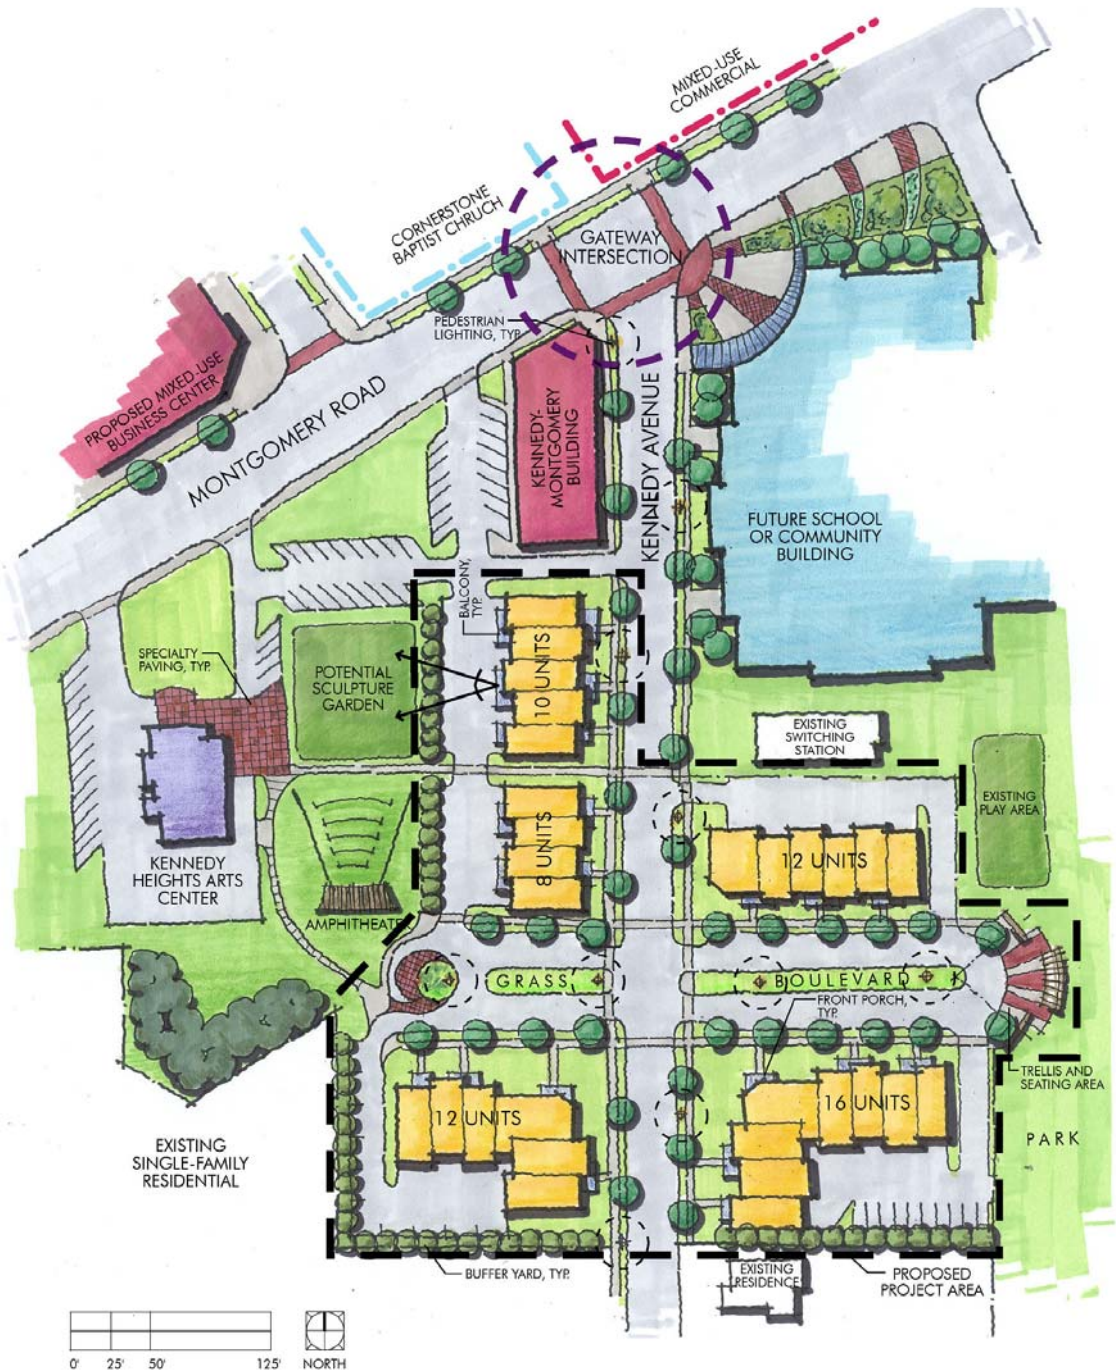 MIXED-USE
COMMERCIAL
CORNERSTONE
BAPTIST CHRUCH
GATEWAY
INTERSECTION
PEDESTRIAN
LIGHTING, TYP.
PROPOSED MIXED-USE
BUSINESS CENTER
MONTGOMERY ROAD
KENNEDY-
MONTGOMERY
BUILDING
KENNEDY AVENUE
FUTURE SCHOOL
OR COMMUNITY
BUILDING
BALCONY,
TYP.
SPECIALTY
PAVING, TYP.
POTENTIAL
SCULPTURE
GARDEN
10 UNITS
EXISTING
SWITCHING
STATION
EXISTING
PLAY AREA
8 UNITS
12 UNITS
KENNEDY
HEIGHTS ARTS
CENTER
AMPHITHEATER
GRASS
BOULEVARD
FRONT PORCH,
TYP.
TRELLIS AND
SEATING AREA
12 UNITS
16 UNITS
PARK
EXISTING
SINGLE-FAMILY
RESIDENTIAL
BUFFER YARD, TYP.
EXISTING
RESIDENCE
PROPOSED
PROJECT AREA
0' 25' 50' 125'
NORTH